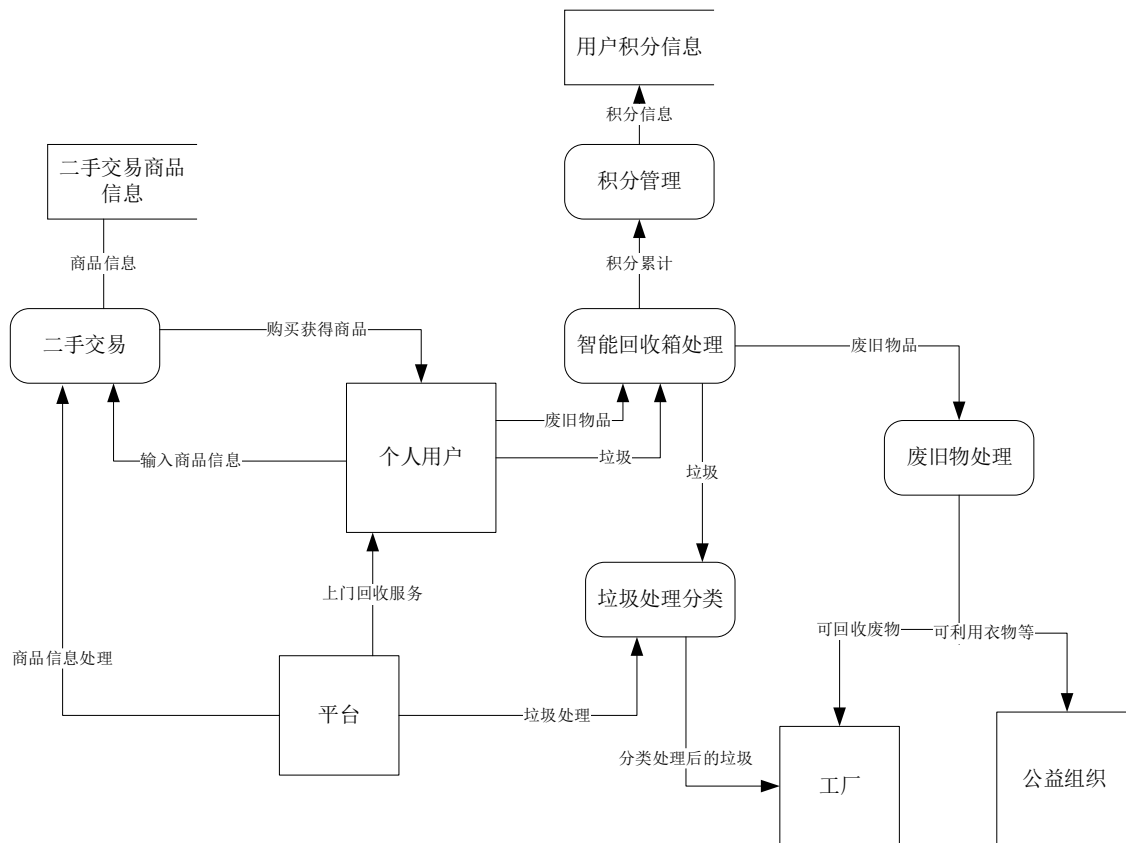 用户积分信息
积分信息
二手交易商品
信息
积分管理
商品信息
积分累计
二手交易
购买获得商品
智能回收箱处理
废旧物品
废旧物品
输入商品信息
个人用户
垃圾
垃圾
废旧物处理
上门回收服务
垃圾处理分类
可回收废物
可利用衣物等
商品信息处理
平台
垃圾处理
分类处理后的垃圾
工厂
公益组织